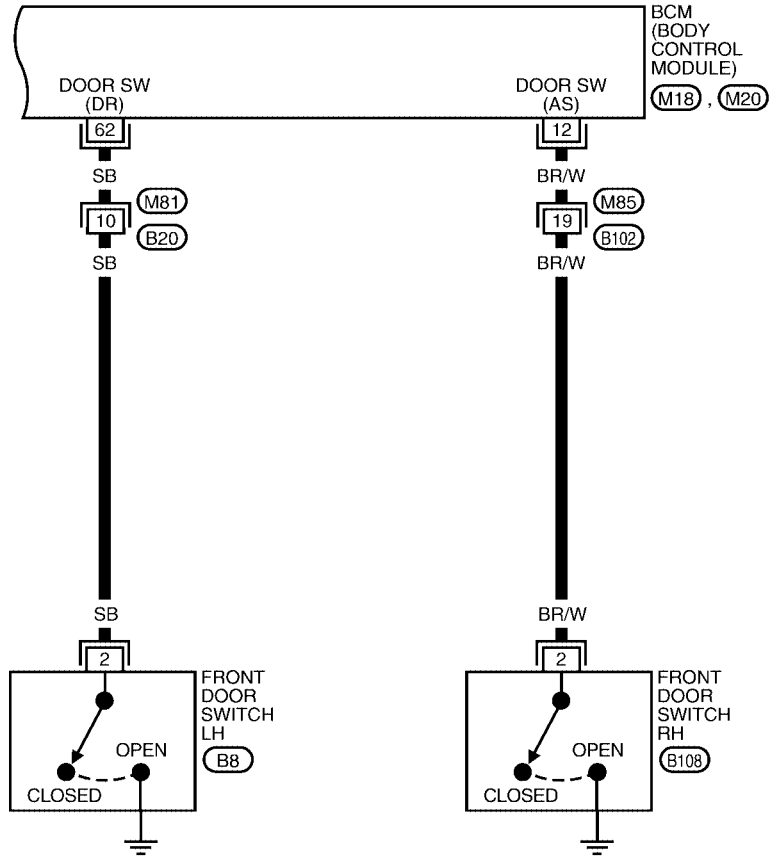 BCM
(BODY
CONTROL
MODULE)
M18 , M20
DOOR SW
(DR)
DOOR SW
(AS)
62
12
SB
BR/W
M81
M85
10
19
B20
B102
SB
BR/W
SB
BR/W
2
2
FRONT
DOOR
SWITCH
LH
B8
OPEN
CLOSED
FRONT
DOOR
SWITCH
RH
B108
OPEN
CLOSED